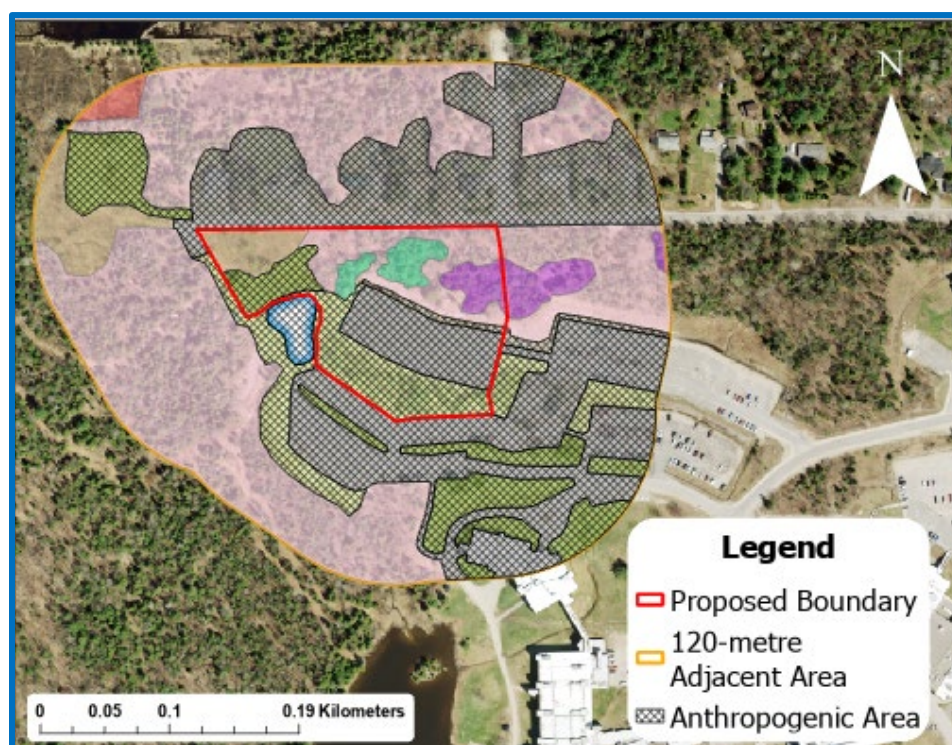 N
Legend
Proposed Boundary
120-metre
Adjacent Area
Anthropogenic Area
0 0.05 0.1 0.19 Kilometers